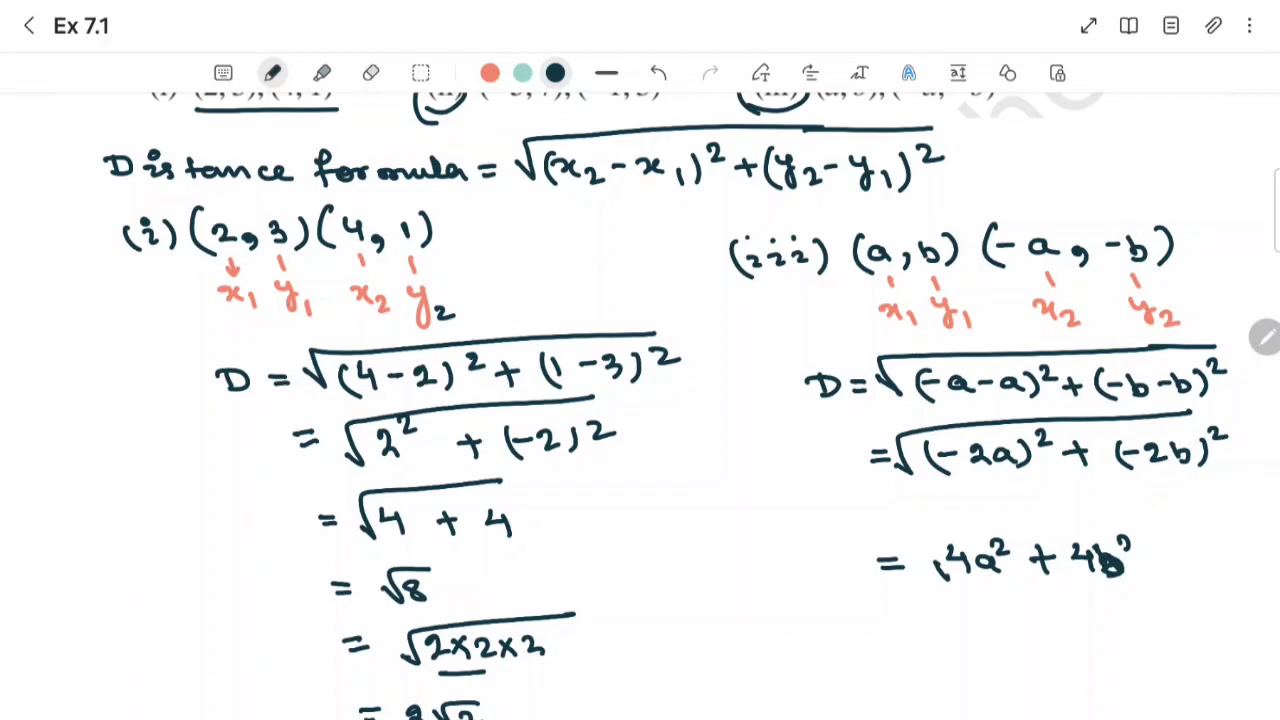 Ex 7.1
Distance formula = √(x₂ - x₁)² + (y₂ - y₁)²
(i) (2, 3) (4, 1)
x₁ y₁ x₂ y₂
D = √(4 - 2)² + (1 - 3)²
= √2² + (-2)²
= √4 + 4
= √8
= √2×2×2
= 2√2
(iii) (a, b) (-a, -b)
x₁ y₁ x₂ y₂
D = √(-a - a)² + (-b - b)²
= √(-2a)² + (-2b)²
= 4a² + 4b²